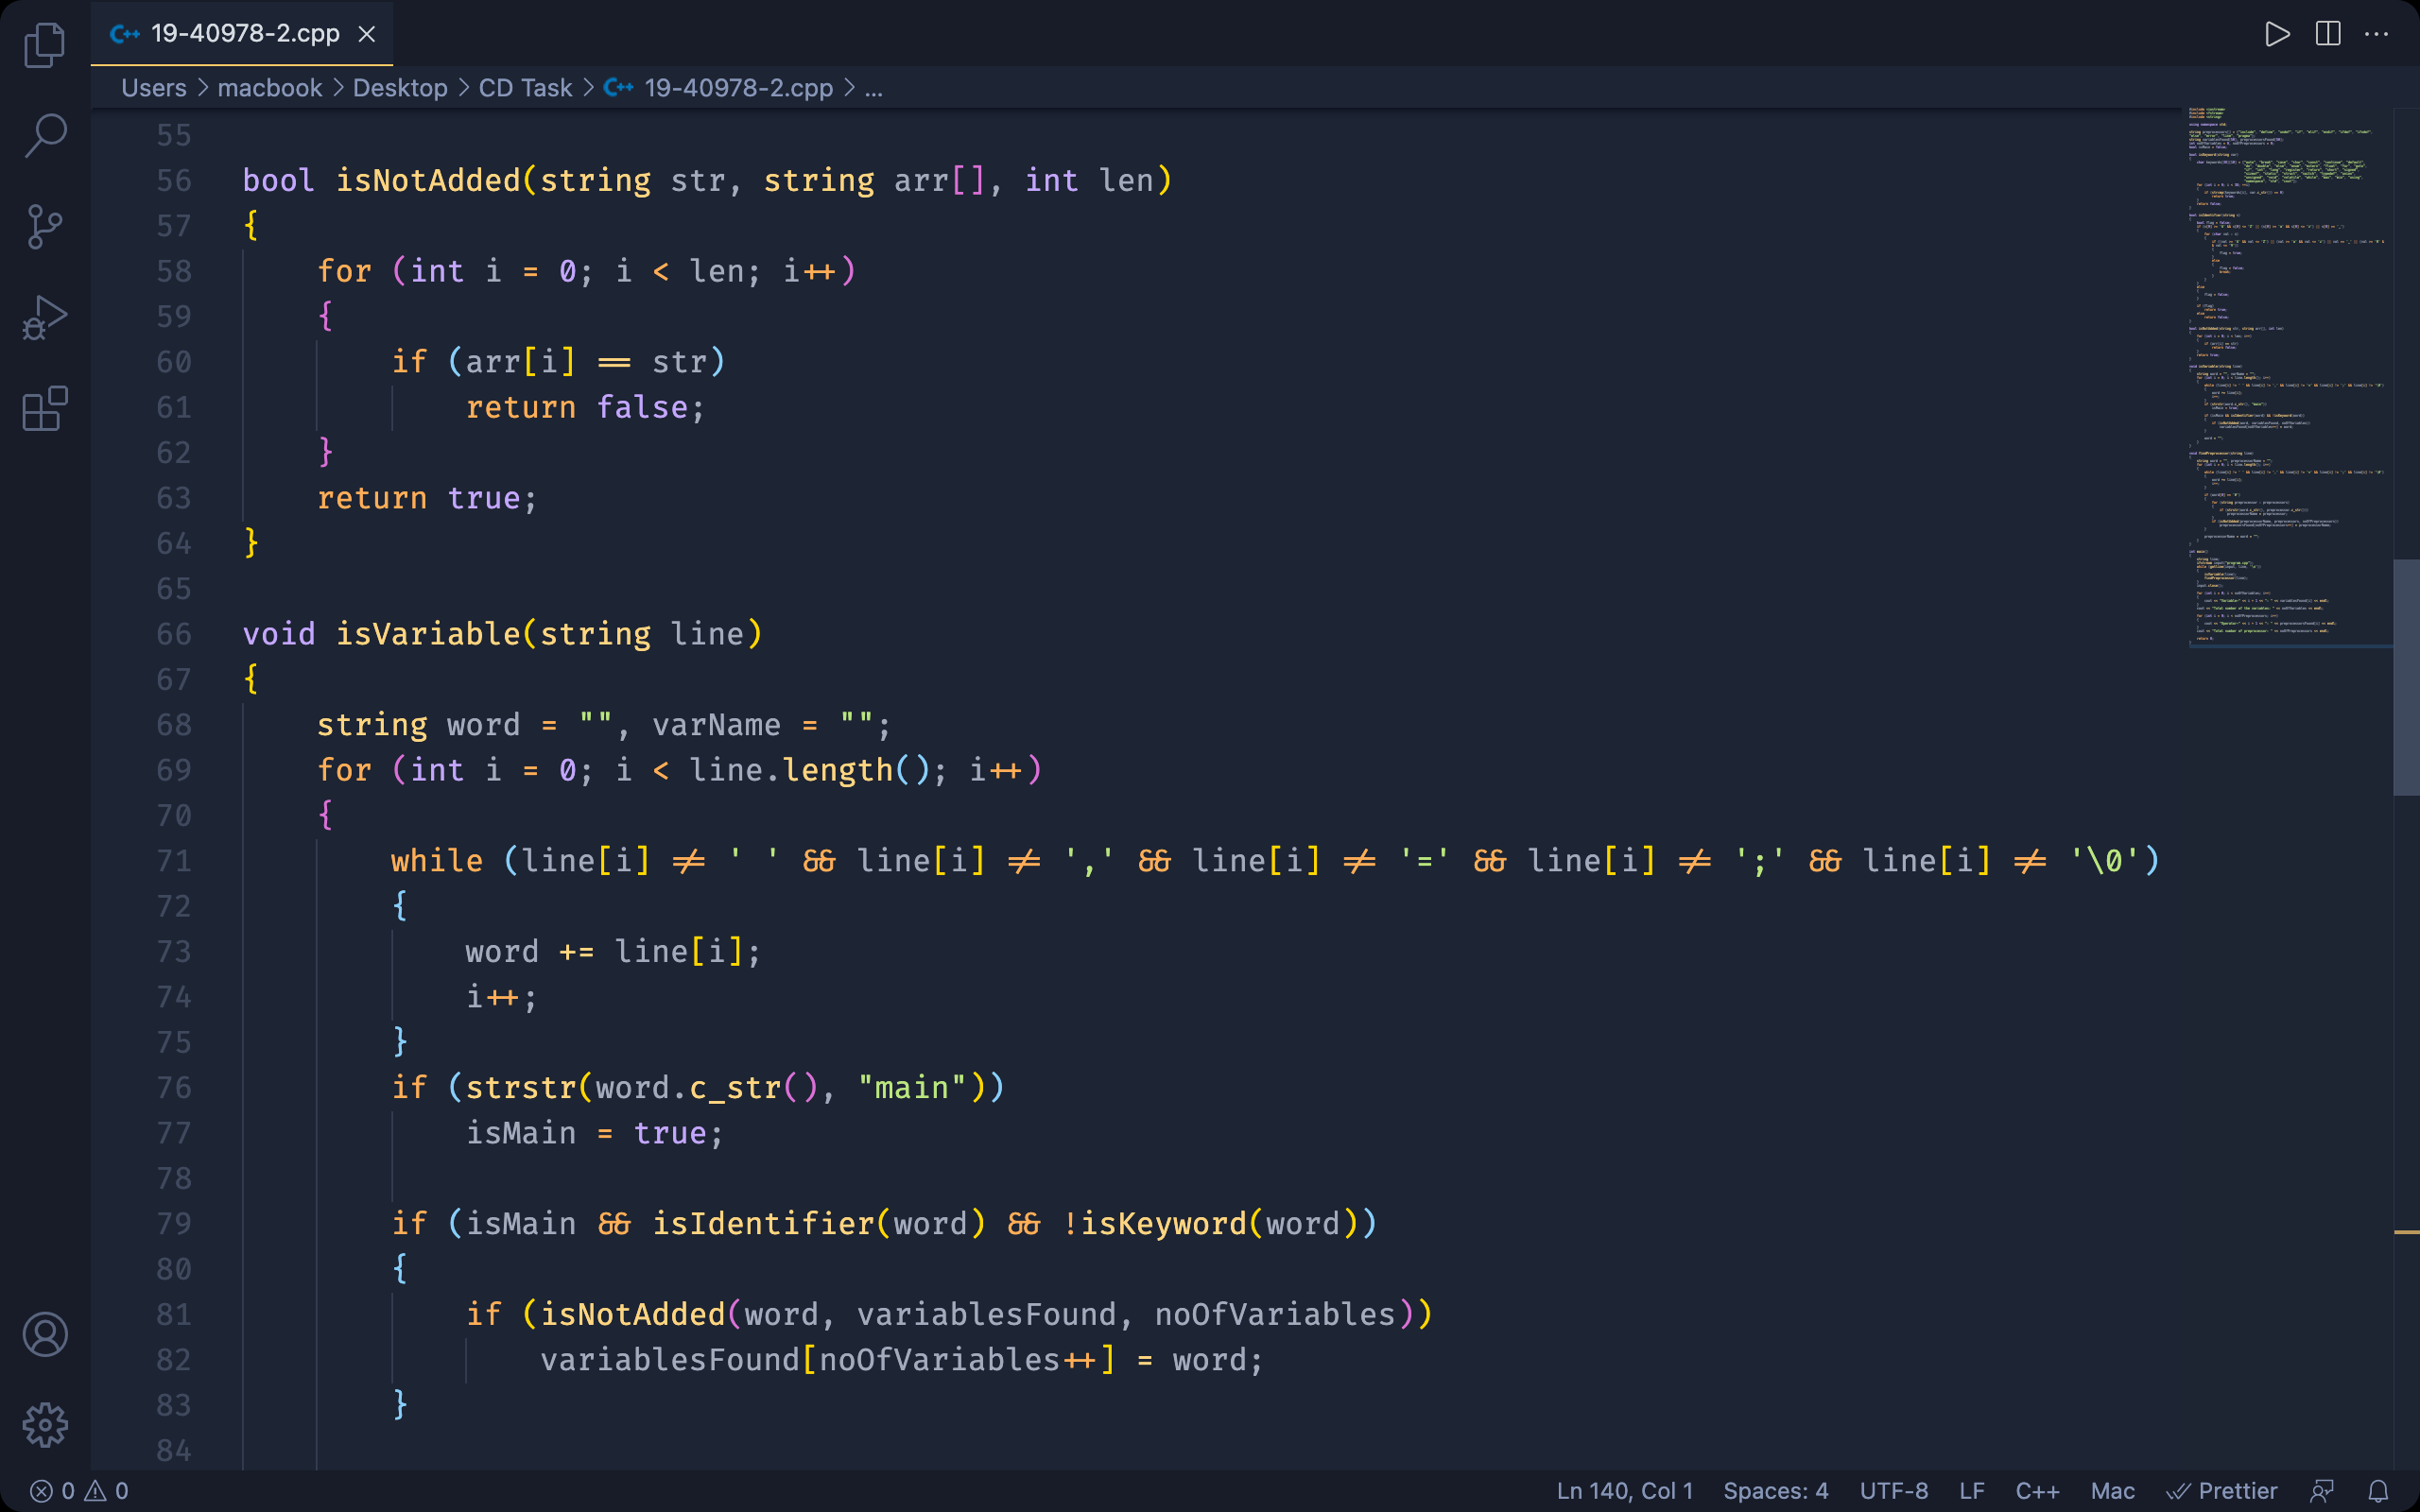 19-40978-2.cpp
Users > macbook > Desktop > CD Task > 19-40978-2.cpp > ...
55
56 bool isNotAdded(string str, string arr[], int len)
57 {
58 for (int i = 0; i < len; i++)
59 {
60 if (arr[i] == str)
61 return false;
62 }
63 return true;
64 }
65
66 void isVariable(string line)
67 {
68 string word = "", varName = "";
69 for (int i = 0; i < line.length(); i++)
70 {
71 while (line[i] != ' ' && line[i] != ',' && line[i] != '=' && line[i] != ';' && line[i] != '\0')
72 {
73 word += line[i];
74 i++;
75 }
76 if (strstr(word.c_str(), "main"))
77 isMain = true;
78
79 if (isMain && isIdentifier(word) && !isKeyword(word))
80 {
81 if (isNotAdded(word, variablesFound, noOfVariables))
82 variablesFound[noOfVariables++] = word;
83 }
84
0 0 Ln 140, Col 1 Spaces: 4 UTF-8 LF C++ Mac Prettier